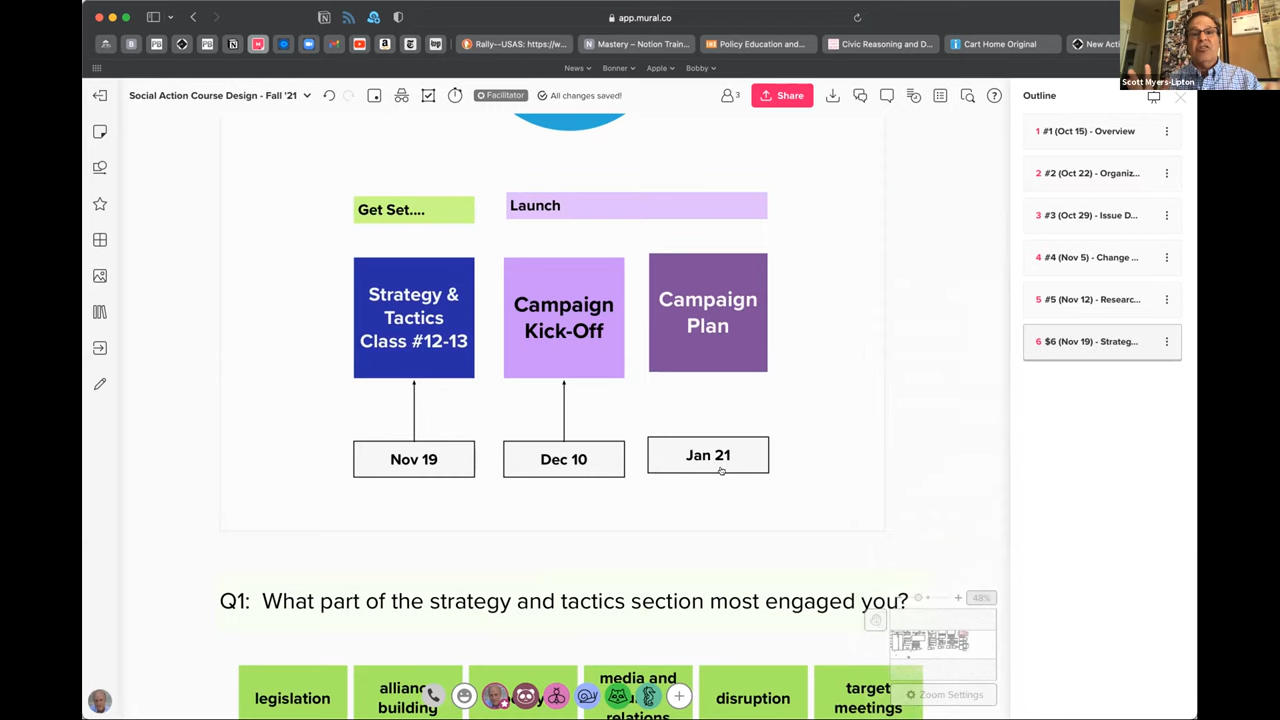 app.mural.co
Rally--USAS: https://w...
Mastery – Notion Train...
Policy Education and...
Civic Reasoning and D...
Cart Home Original
New Acti
News
Bonner
Apple
Bobby
Scott Myers-Lipton
Social Action Course Design - Fall '21
Facilitator
All changes saved!
3
Share
Outline
1 #1 (Oct 15) - Overview
2 #2 (Oct 22) - Organiz...
3 #3 (Oct 29) - Issue D...
4 #4 (Nov 5) - Change ...
5 #5 (Nov 12) - Researc...
6 $6 (Nov 19) - Strateg...
Get Set....
Launch
Strategy &
Tactics
Class #12-13
Campaign
Kick-Off
Campaign
Plan
Nov 19
Dec 10
Jan 21
Q1: What part of the strategy and tactics section most engaged you?
48%
Zoom Settings
legislation
allian
building
media and
relations
disruption
target
meetings